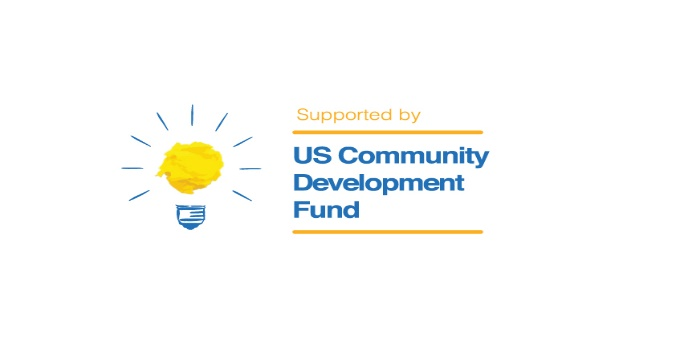 Supported by
US Community
Development
Fund